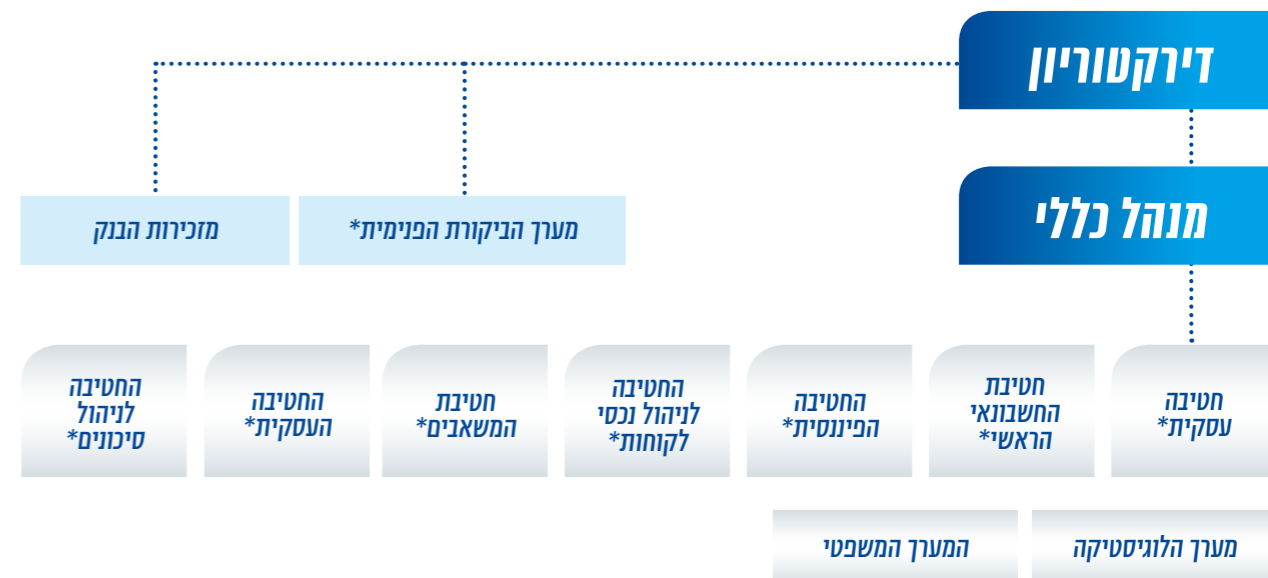 דירקטוריון
מנהל כללי
מערך הביקורת הפנימית*
מזכירות הבנק
חטיבה
עסקית*
חטיבת
החשבונאי
הראשי*
החטיבה
הפיננסית*
החטיבה
לניהול נכסי
לקוחות*
חטיבת
המשאבים*
החטיבה
העסקית*
החטיבה
לניהול
סיכונים*
מערך הלוגיסטיקה
המערך המשפטי